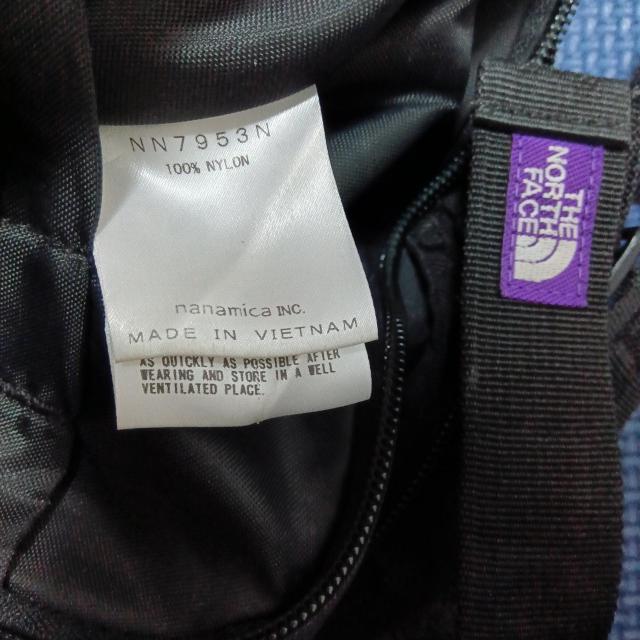 NN7953N
100% NYLON
nanamica INC.
MADE IN VIETNAM
AS QUICKLY AS POSSIBLE AFTER
WEARING AND STORE IN A WELL
VENTILATED PLACE.
THE
NORTH
FACE